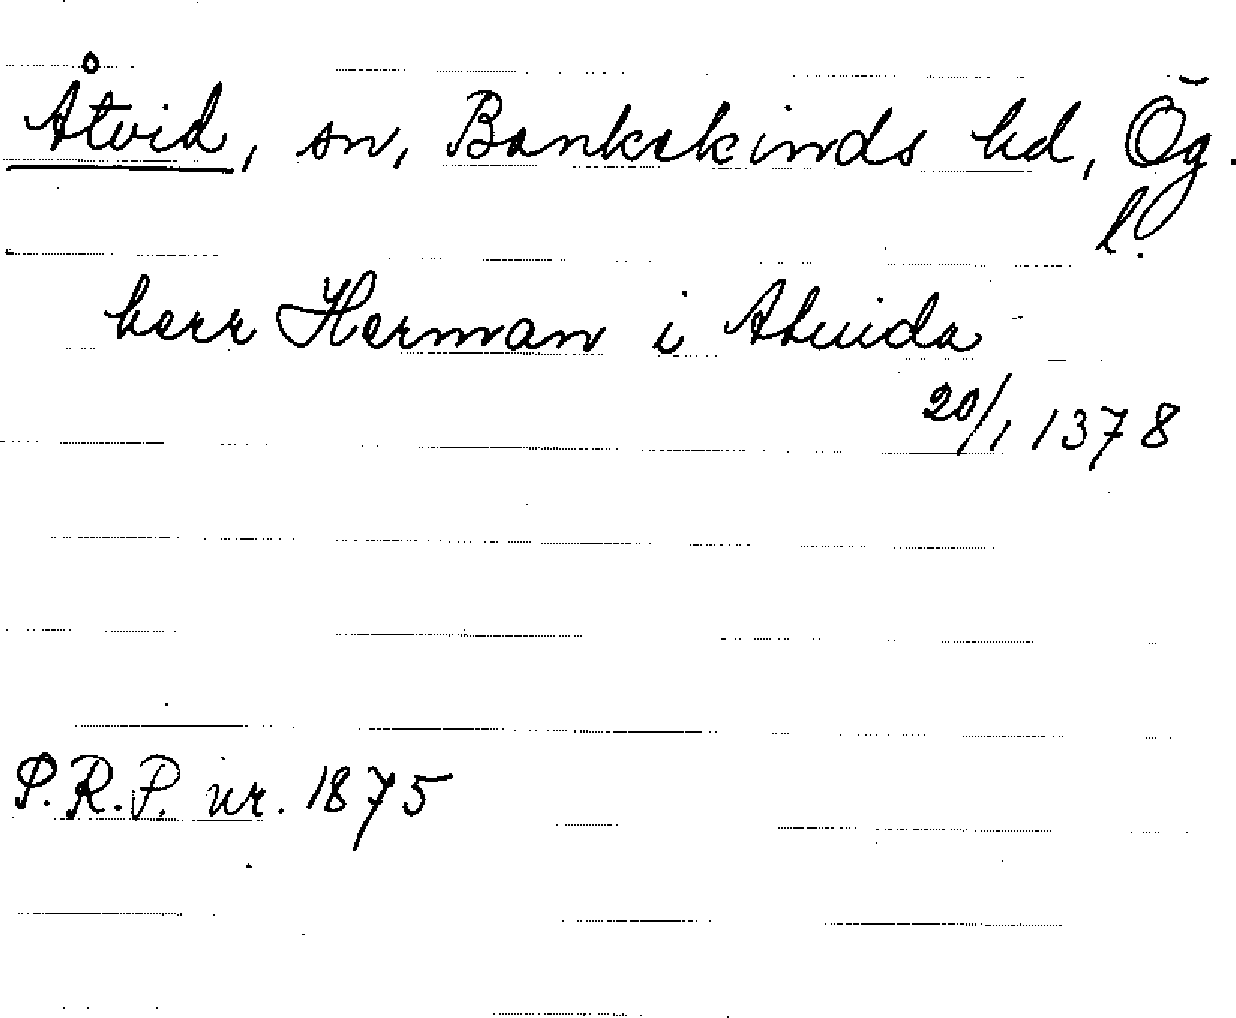 Åtvid, sn, Bankekinds hd, Ög.
l.
herr Herman i Atuida
20/1 1378
P.R.P. nr. 1875